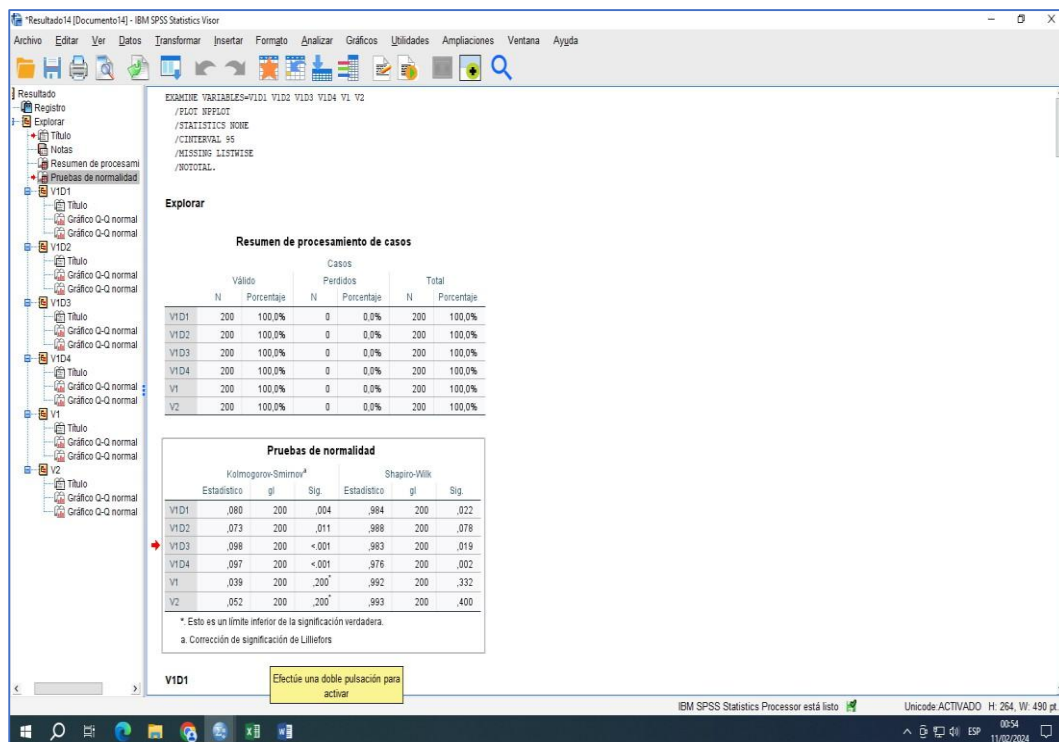 *Resultado14 [Documento14] - IBM SPSS Statistics Visor
Archivo Editar Ver Datos Transformar Insertar Formato Analizar Gráficos Utilidades Ampliaciones Ventana Ayuda
Resultado
Registro
Explorar
Título
Notas
Resumen de procesami
Pruebas de normalidad
V1D1
Título
Gráfico Q-Q normal
Gráfico Q-Q normal
V1D2
Título
Gráfico Q-Q normal
Gráfico Q-Q normal
V1D3
Título
Gráfico Q-Q normal
Gráfico Q-Q normal
V1D4
Título
Gráfico Q-Q normal
Gráfico Q-Q normal
V1
Título
Gráfico Q-Q normal
Gráfico Q-Q normal
V2
Título
Gráfico Q-Q normal
Gráfico Q-Q normal
EXAMINE VARIABLES=V1D1 V1D2 V1D3 V1D4 V1 V2
/PLOT NPPLOT
/STATISTICS NONE
/CINTERVAL 95
/MISSING LISTWISE
/NOTOTAL.
Explorar
Resumen de procesamiento de casos
Casos
Válido Perdidos Total
N Porcentaje N Porcentaje N Porcentaje
V1D1 200 100,0% 0 0,0% 200 100,0%
V1D2 200 100,0% 0 0,0% 200 100,0%
V1D3 200 100,0% 0 0,0% 200 100,0%
V1D4 200 100,0% 0 0,0% 200 100,0%
V1 200 100,0% 0 0,0% 200 100,0%
V2 200 100,0% 0 0,0% 200 100,0%
Pruebas de normalidad
Kolmogorov-Smirnovª Shapiro-Wilk
Estadístico gl Sig. Estadístico gl Sig.
V1D1 ,080 200 ,004 ,984 200 ,022
V1D2 ,073 200 ,011 ,988 200 ,078
V1D3 ,098 200 <.001 ,983 200 ,019
V1D4 ,097 200 <.001 ,976 200 ,002
V1 ,039 200 ,200* ,992 200 ,332
V2 ,052 200 ,200* ,993 200 ,400
*. Esto es un límite inferior de la significación verdadera.
a. Corrección de significación de Lilliefors
V1D1
Efectúe una doble pulsación para
activar
IBM SPSS Statistics Processor está listo Unicode:ACTIVADO H: 264, W: 490 pt.
ESP 00:54
11/02/2024